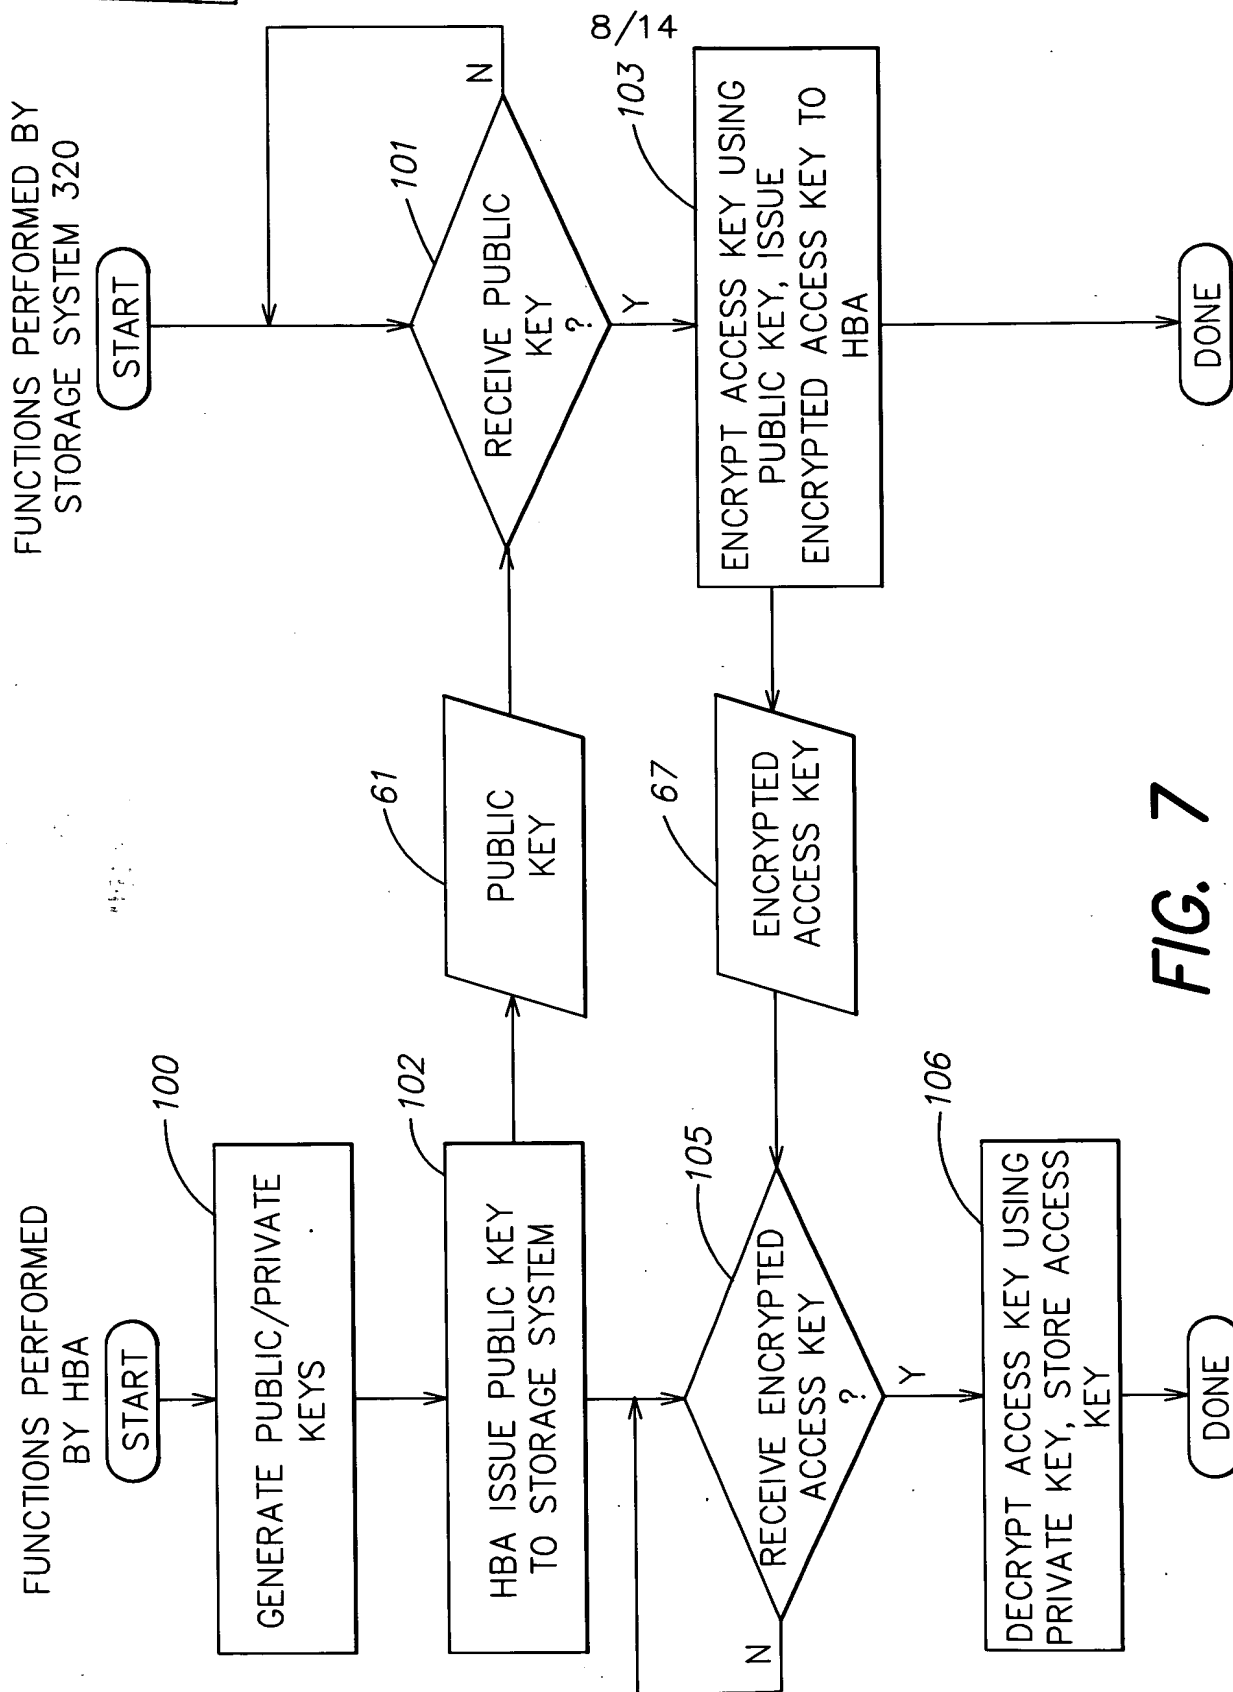 8/14
FUNCTIONS PERFORMED
BY HBA
START
100
GENERATE PUBLIC/PRIVATE
KEYS
102
HBA ISSUE PUBLIC KEY
TO STORAGE SYSTEM
61
PUBLIC
KEY
FUNCTIONS PERFORMED BY
STORAGE SYSTEM 320
START
101
RECEIVE PUBLIC
KEY
?
N
Y
103
ENCRYPT ACCESS KEY USING
PUBLIC KEY, ISSUE
ENCRYPTED ACCESS KEY TO
HBA
DONE
67
ENCRYPTED
ACCESS KEY
105
RECEIVE ENCRYPTED
ACCESS KEY
?
N
Y
106
DECRYPT ACCESS KEY USING
PRIVATE KEY, STORE ACCESS
KEY
DONE
FIG. 7